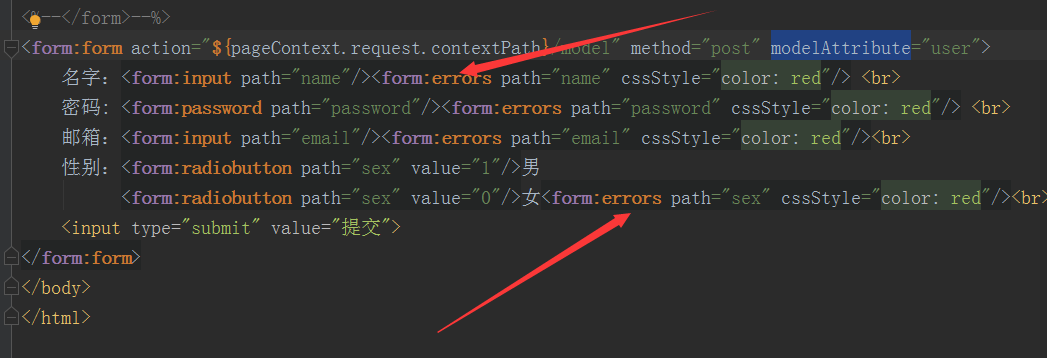 <%--</form>--%>
<form:form action="${pageContext.request.contextPath}/model" method="post" modelAttribute="user">
名字：<form:input path="name"/><form:errors path="name" cssStyle="color: red"/> <br>
密码：<form:password path="password"/><form:errors path="password" cssStyle="color: red"/> <br>
邮箱：<form:input path="email"/><form:errors path="email" cssStyle="color: red"/><br>
性别：<form:radiobutton path="sex" value="1"/>男
<form:radiobutton path="sex" value="0"/>女<form:errors path="sex" cssStyle="color: red"/><br>
<input type="submit" value="提交">
</form:form>
</body>
</html>